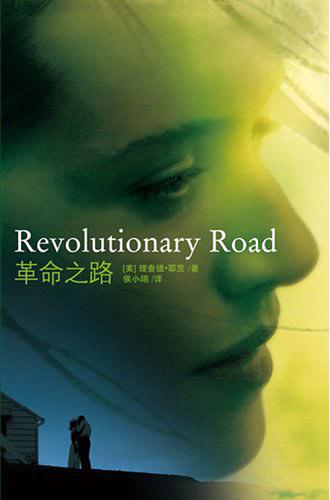 Revolutionary Road
革命之路
[美] 理查德·耶茨 / 著
侯小翊 / 译